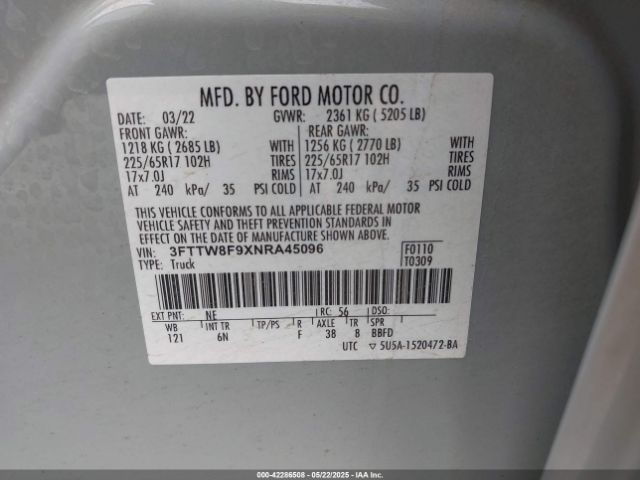 MFD. BY FORD MOTOR CO.
DATE: 03/22 GVWR: 2361 KG ( 5205 LB)
FRONT GAWR: REAR GAWR:
1218 KG ( 2685 LB) WITH 1256 KG ( 2770 LB) WITH
225/65R17 102H TIRES 225/65R17 102H TIRES
17x7.0J RIMS 17x7.0J RIMS
AT 240 kPa/ 35 PSI COLD AT 240 kPa/ 35 PSI COLD
THIS VEHICLE CONFORMS TO ALL APPLICABLE FEDERAL MOTOR
VEHICLE SAFETY AND THEFT PREVENTION STANDARDS IN
EFFECT ON THE DATE OF MANUFACTURE SHOWN ABOVE.
VIN: 3FTTW8F9XNRA45096 F0110
TYPE: Truck T0309
EXT PNT: NE RC: 56 DSO:
WB INT TR TP/PS R AXLE TR SPR
121 6N F 38 8 BBFD
UTC ▽ 5U5A-1520472-BA
000-42286508 - 05/22/2025 - IAAI.com